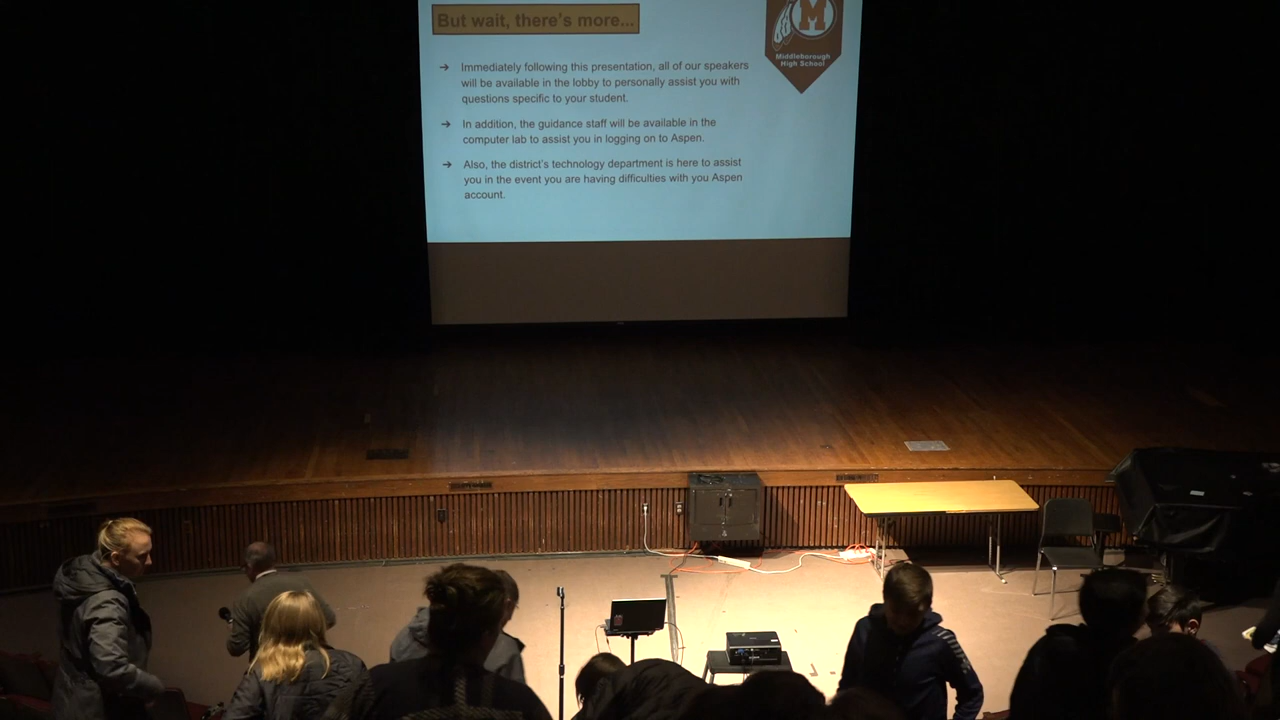 But wait, there's more...
M
Middleborough
High School
➔ Immediately following this presentation, all of our speakers
will be available in the lobby to personally assist you with
questions specific to your student.
➔ In addition, the guidance staff will be available in the
computer lab to assist you in logging on to Aspen.
➔ Also, the district's technology department is here to assist
you in the event you are having difficulties with you Aspen
account.